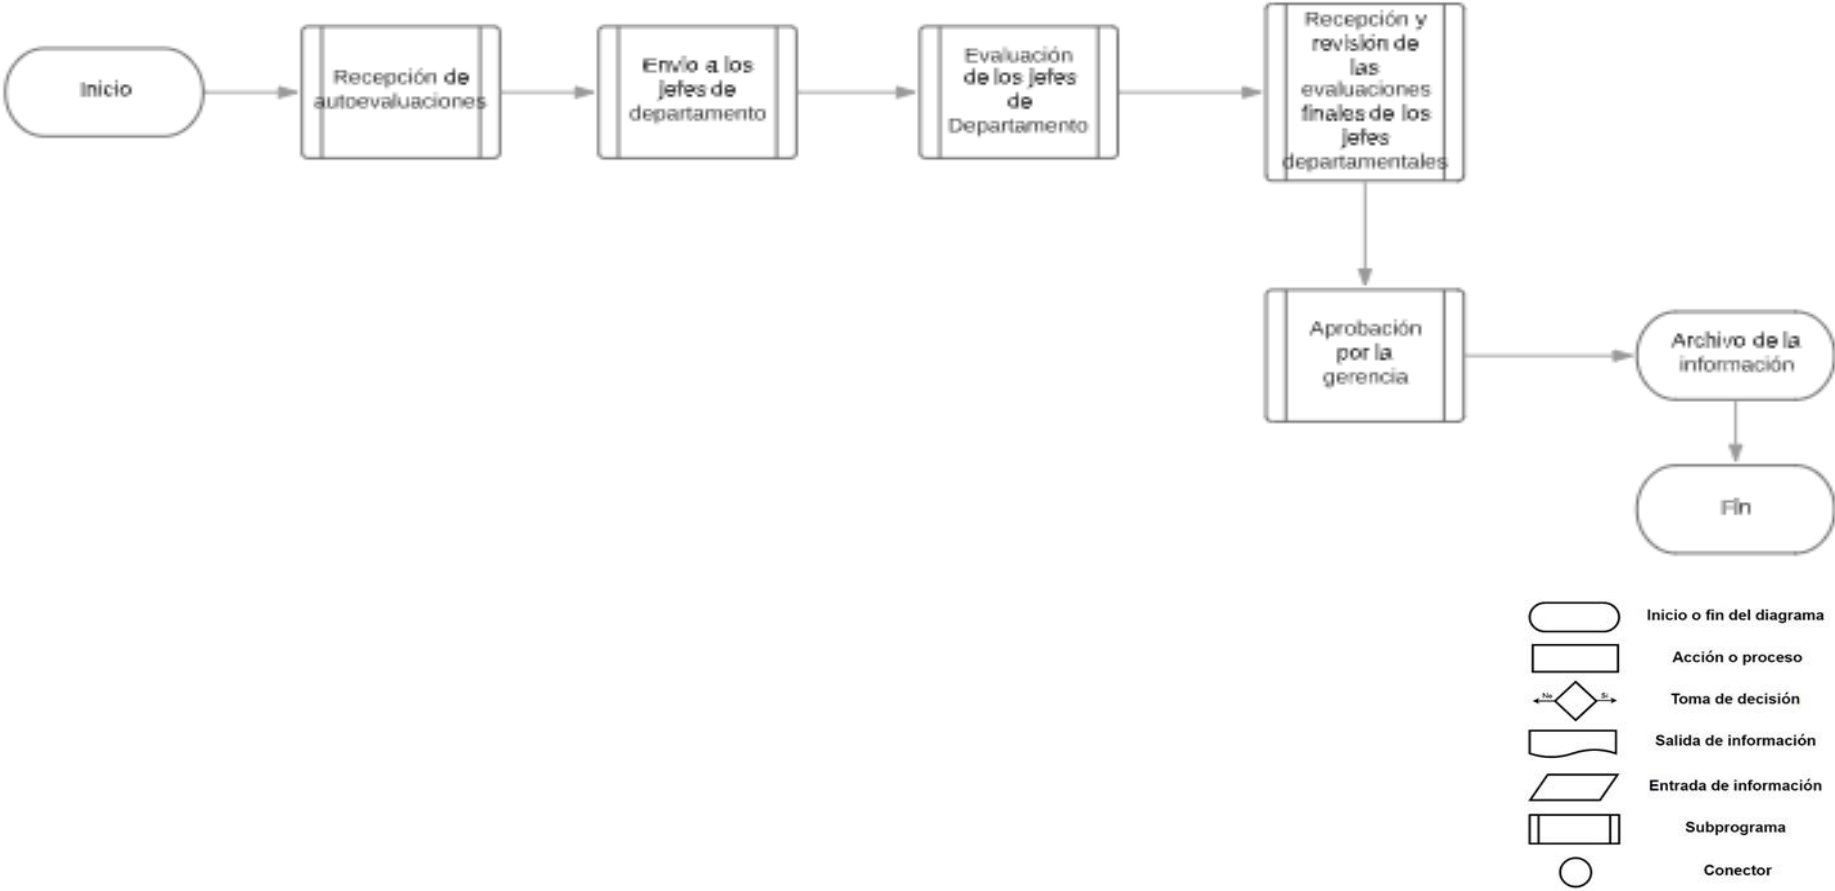 Inicio
Recepción de
autoevaluaciones
Envío a los
jefes de
departamento
Evaluación
de los jefes
de
Departamento
Recepción y
revisión de
las
evaluaciones
finales de los
jefes
departamentales
Aprobación
por la
gerencia
Archivo de la
información
Fin
Inicio o fin del diagrama
Acción o proceso
No
Si
Toma de decisión
Salida de información
Entrada de información
Subprograma
Conector